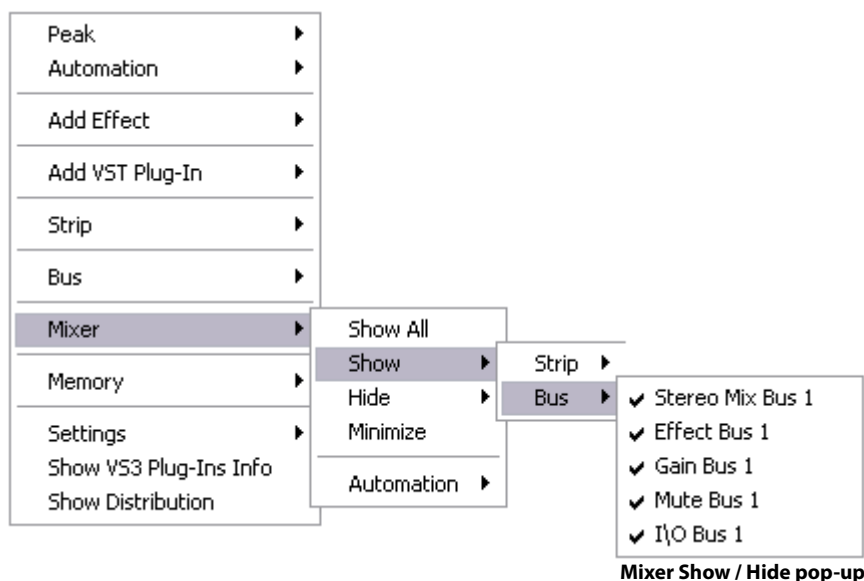 Peak
Automation
Add Effect
Add VST Plug-In
Strip
Bus
Mixer
Memory
Settings
Show VS3 Plug-Ins Info
Show Distribution
Show All
Show
Hide
Minimize
Automation
Strip
Bus
Stereo Mix Bus 1
Effect Bus 1
Gain Bus 1
Mute Bus 1
I\O Bus 1
Mixer Show / Hide pop-up